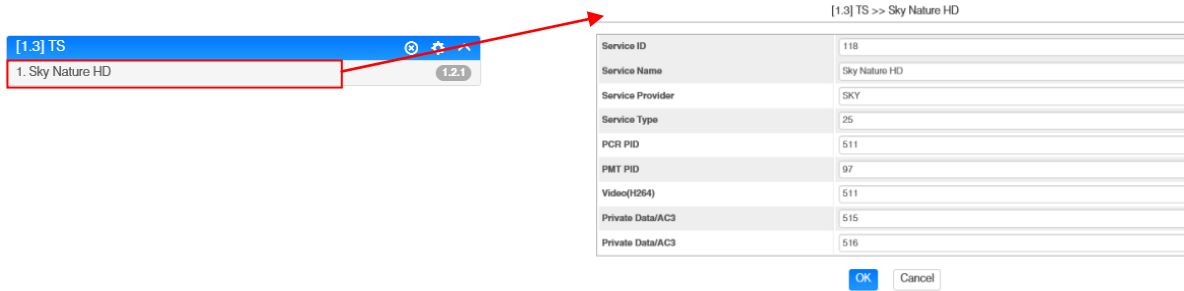 [1.3] TS
1. Sky Nature HD 1.2.1
[1.3] TS >> Sky Nature HD
Service ID 118
Service Name Sky Nature HD
Service Provider SKY
Service Type 25
PCR PID 511
PMT PID 97
Video(H264) 511
Private Data/AC3 515
Private Data/AC3 516
OK Cancel